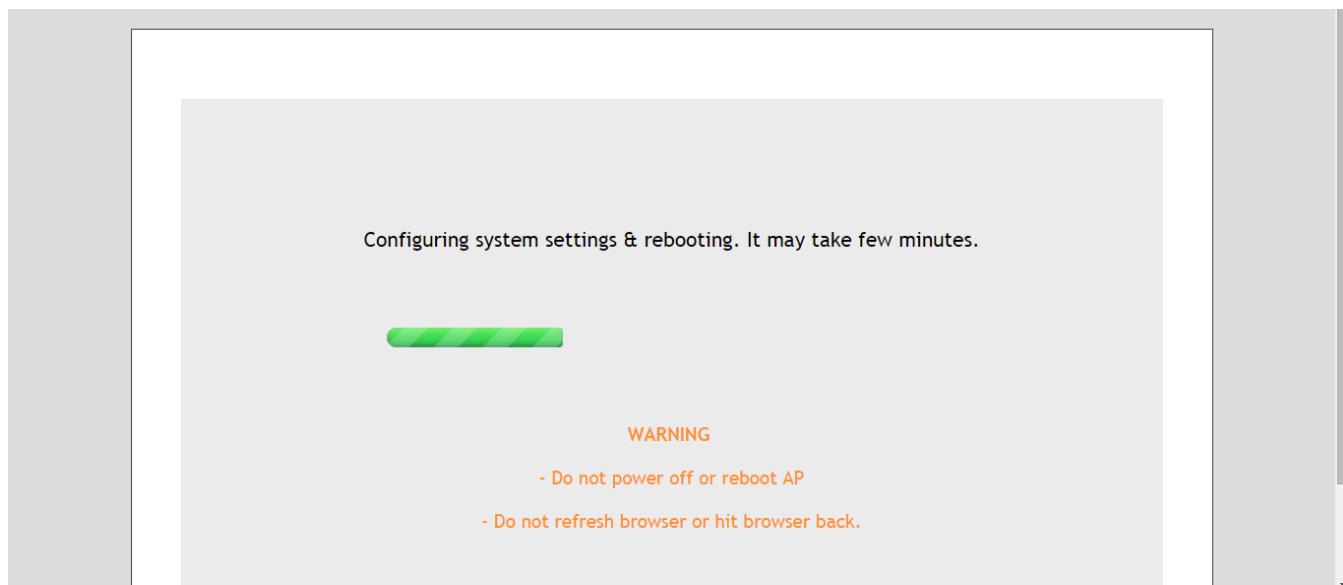 Configuring system settings & rebooting. It may take few minutes.
WARNING
- Do not power off or reboot AP
- Do not refresh browser or hit browser back.